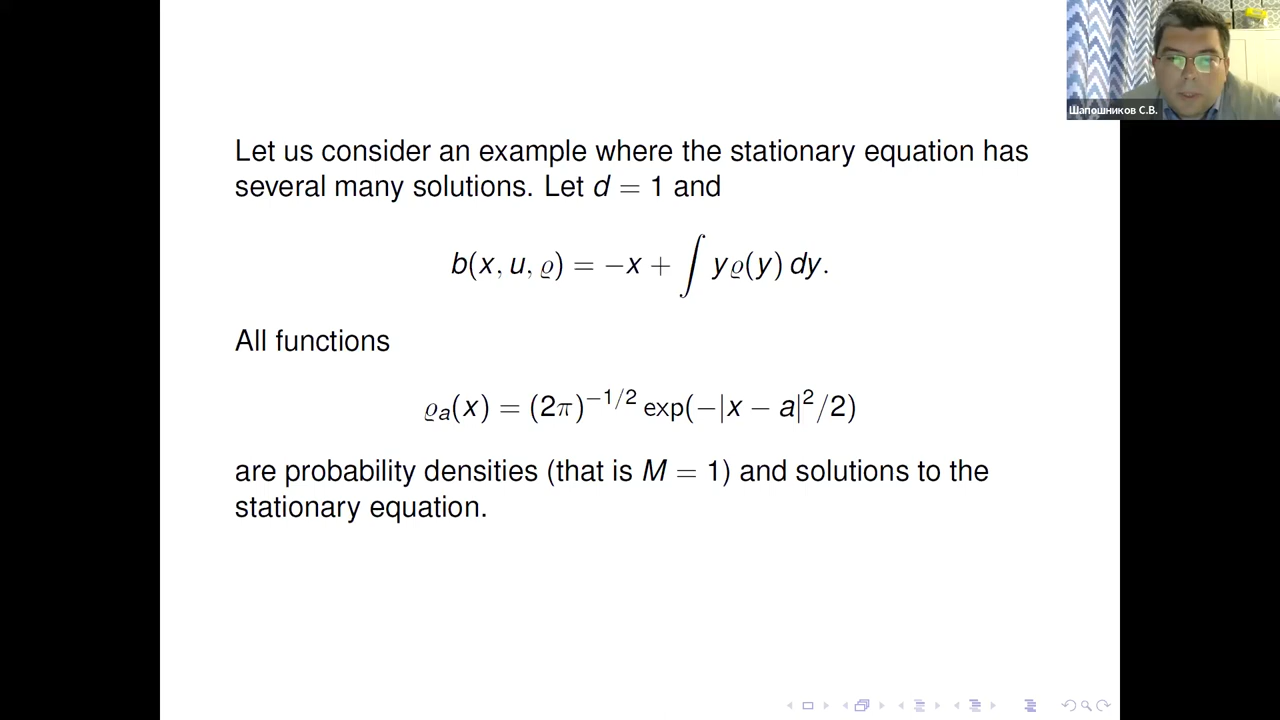 Шапошников С.В.
Let us consider an example where the stationary equation has
several many solutions. Let d = 1 and
b(x, u, ϱ) = −x + ∫ yϱ(y) dy.
All functions
ϱₐ(x) = (2π)^{−1/2} exp(−|x − a|²/2)
are probability densities (that is M = 1) and solutions to the
stationary equation.